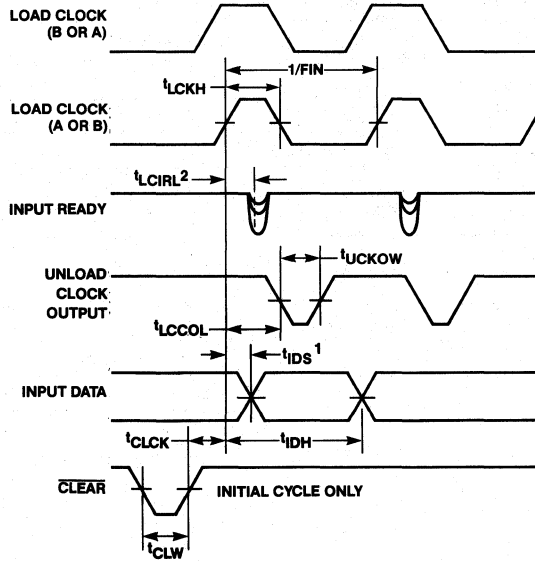 LOAD CLOCK
(B OR A)
1/FIN
tLCKH
LOAD CLOCK
(A OR B)
tLCIRL2
INPUT READY
tUCKOW
UNLOAD
CLOCK
OUTPUT
tLCCOL
tIDS1
INPUT DATA
tCLCK
tIDH
CLEAR
INITIAL CYCLE ONLY
tCLW